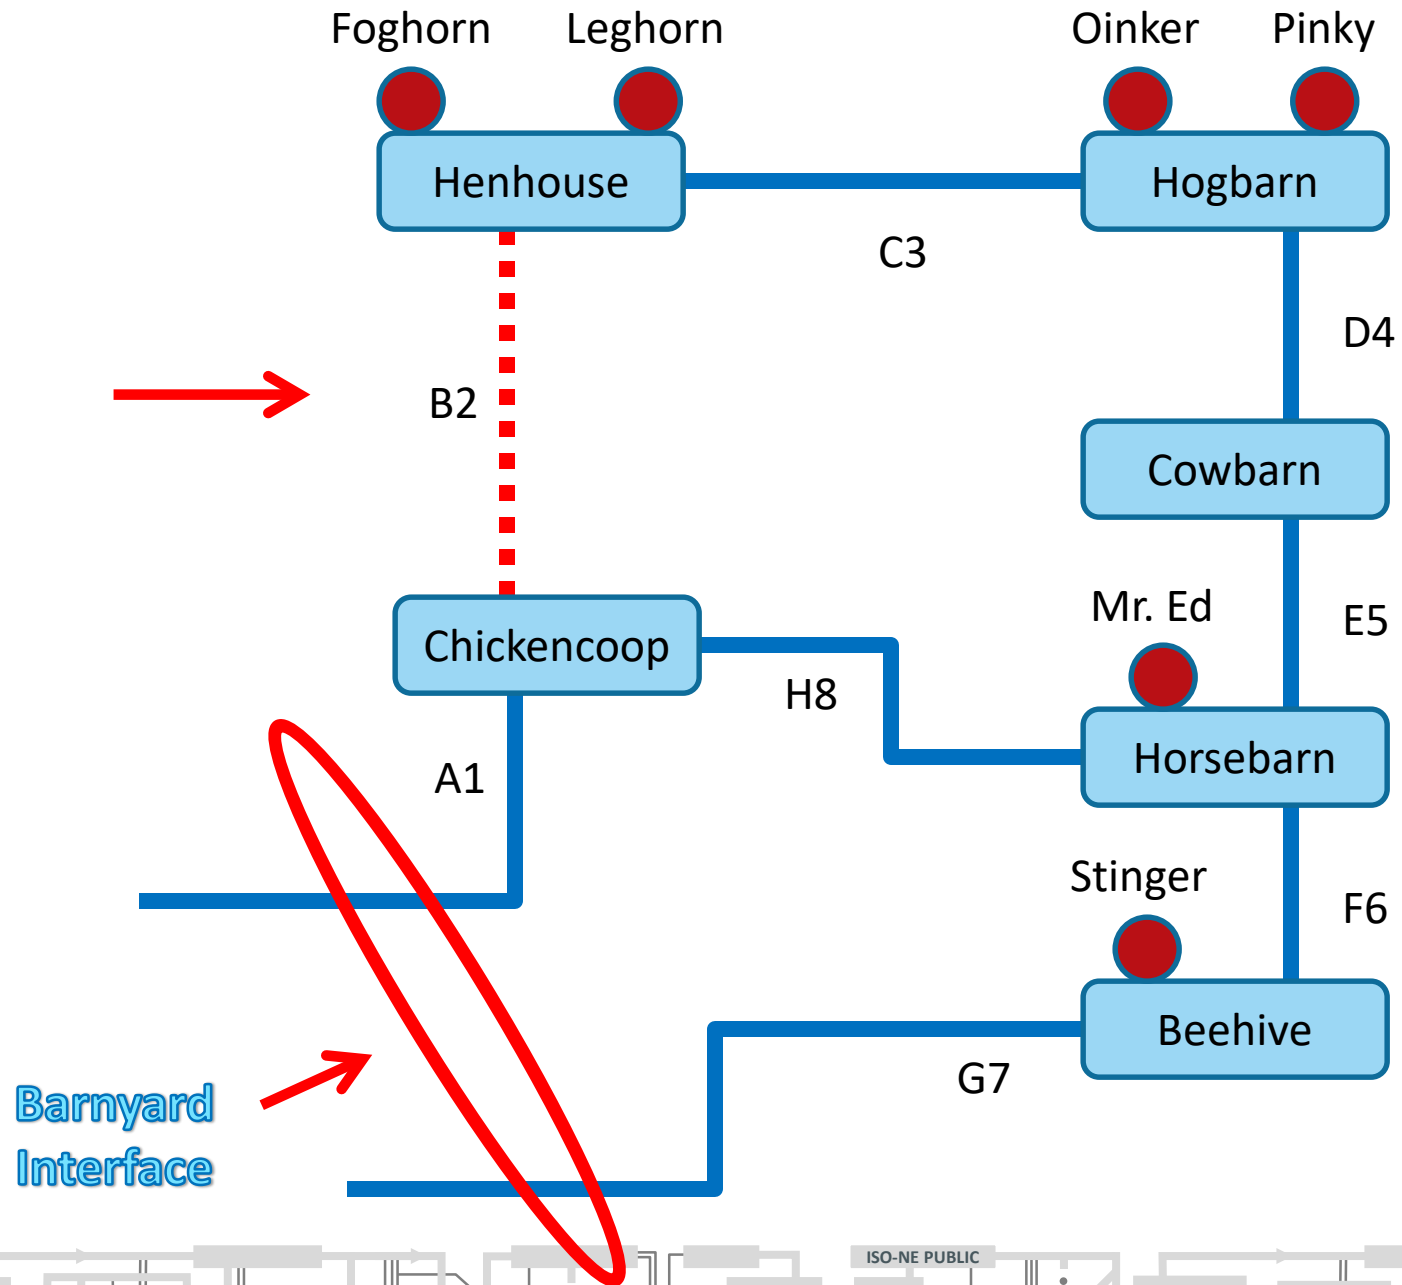 Foghorn
Leghorn
Oinker
Pinky
Henhouse
Hogbarn
C3
D4
B2
Cowbarn
Mr. Ed
E5
Chickencoop
H8
A1
Horsebarn
Stinger
F6
Beehive
G7
Barnyard
Interface
ISO-NE PUBLIC